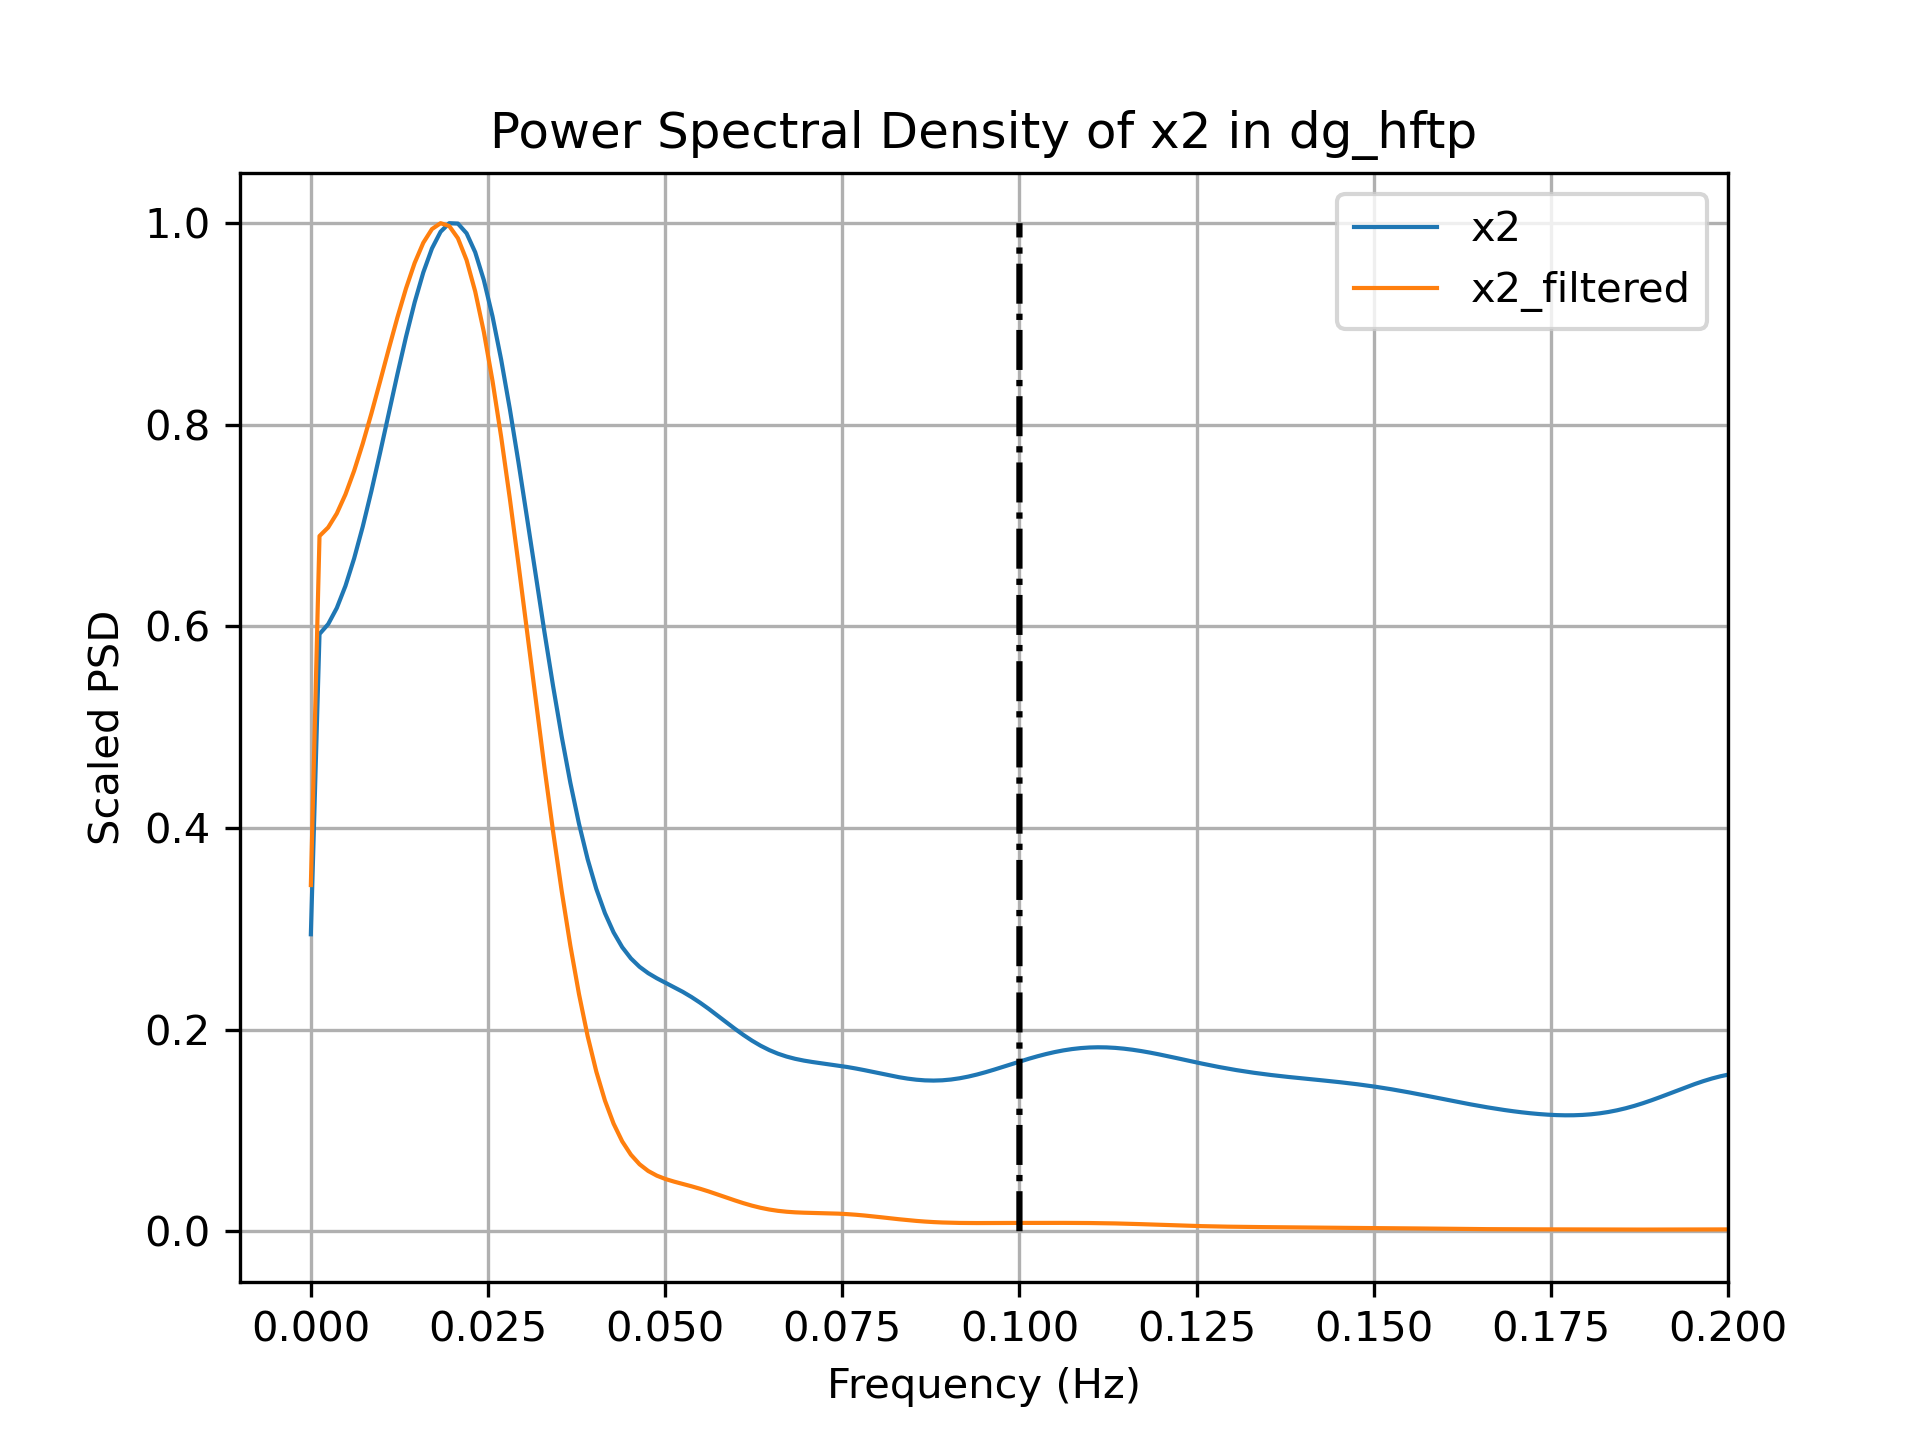 Power Spectral Density of x2 in dg_hftp
x2
x2_filtered
1.0
0.8
0.6
0.4
0.2
0.0
Scaled PSD
0.000 0.025 0.050 0.075 0.100 0.125 0.150 0.175 0.200
Frequency (Hz)